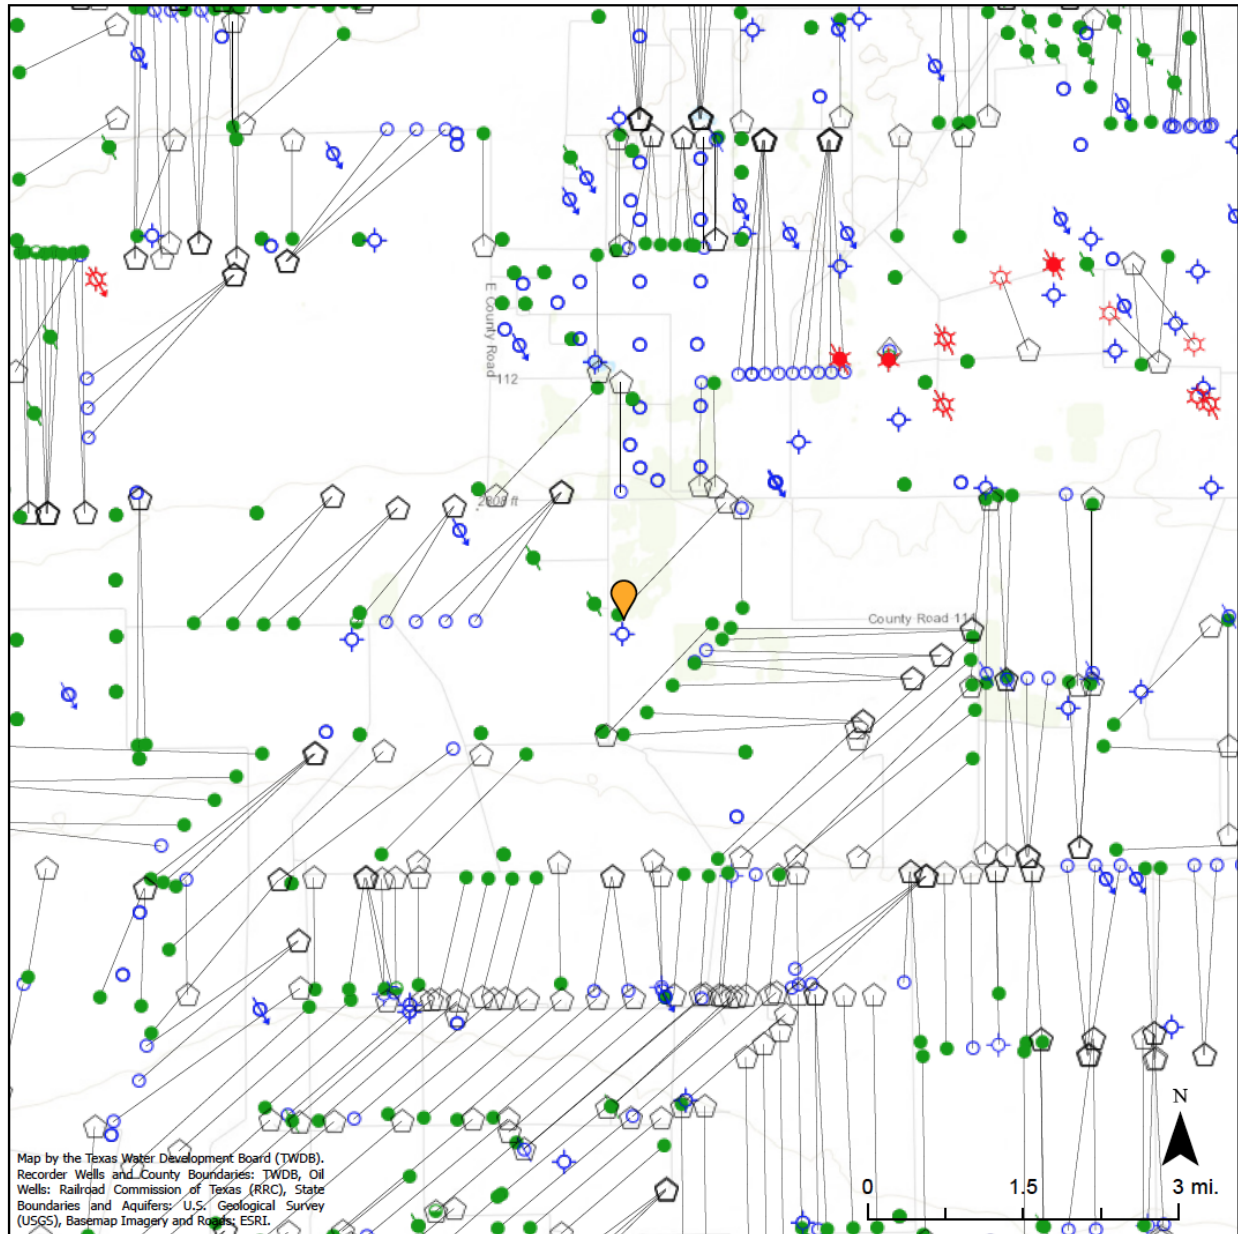 E County Road
112
2808 ft
County Road 114
N
0 1.5 3 mi.
Map by the Texas Water Development Board (TWDB).
Recorder Wells and County Boundaries: TWDB, Oil
Wells: Railroad Commission of Texas (RRC), State
Boundaries and Aquifers: U.S. Geological Survey
(USGS), Basemap Imagery and Roads: ESRI.